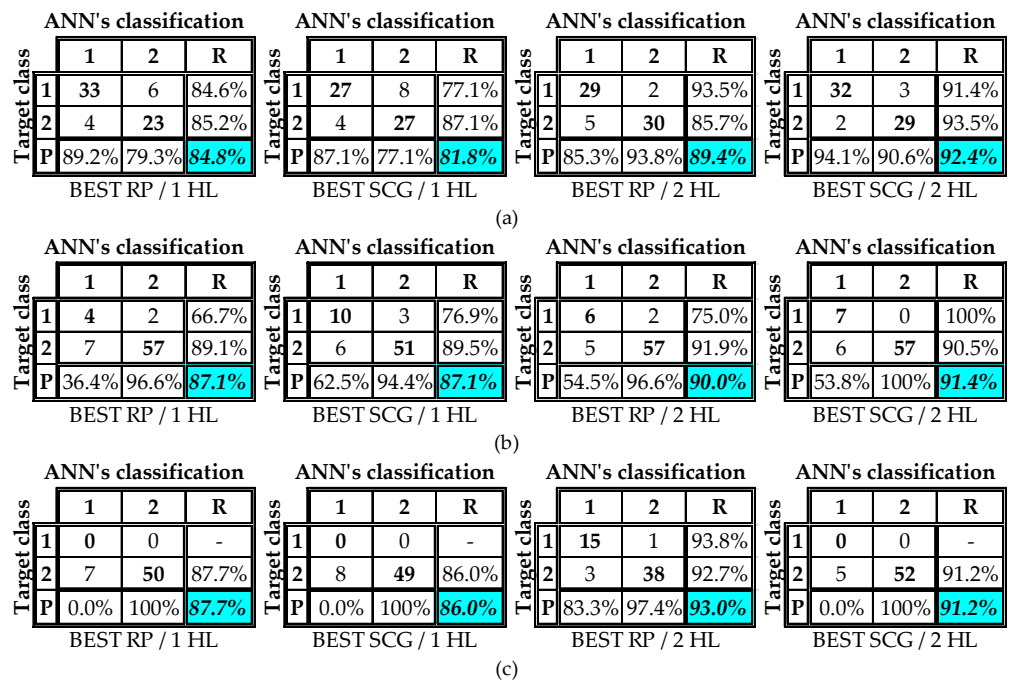 ANN's classification ANN's classification ANN's classification ANN's classification
Target class 1 2 R Target class 1 2 R Target class 1 2 R Target class 1 2 R
1 33 6 84.6% 1 27 8 77.1% 1 29 2 93.5% 1 32 3 91.4%
2 4 23 85.2% 2 4 27 87.1% 2 5 30 85.7% 2 2 29 93.5%
P 89.2% 79.3% 84.8% P 87.1% 77.1% 81.8% P 85.3% 93.8% 89.4% P 94.1% 90.6% 92.4%
BEST RP / 1 HL BEST SCG / 1 HL BEST RP / 2 HL BEST SCG / 2 HL
(a)
ANN's classification ANN's classification ANN's classification ANN's classification
Target class 1 2 R Target class 1 2 R Target class 1 2 R Target class 1 2 R
1 4 2 66.7% 1 10 3 76.9% 1 6 2 75.0% 1 7 0 100%
2 7 57 89.1% 2 6 51 89.5% 2 5 57 91.9% 2 6 57 90.5%
P 36.4% 96.6% 87.1% P 62.5% 94.4% 87.1% P 54.5% 96.6% 90.0% P 53.8% 100% 91.4%
BEST RP / 1 HL BEST SCG / 1 HL BEST RP / 2 HL BEST SCG / 2 HL
(b)
ANN's classification ANN's classification ANN's classification ANN's classification
Target class 1 2 R Target class 1 2 R Target class 1 2 R Target class 1 2 R
1 0 0 - 1 0 0 - 1 15 1 93.8% 1 0 0 -
2 7 50 87.7% 2 8 49 86.0% 2 3 38 92.7% 2 5 52 91.2%
P 0.0% 100% 87.7% P 0.0% 100% 86.0% P 83.3% 97.4% 93.0% P 0.0% 100% 91.2%
BEST RP / 1 HL BEST SCG / 1 HL BEST RP / 2 HL BEST SCG / 2 HL
(c)